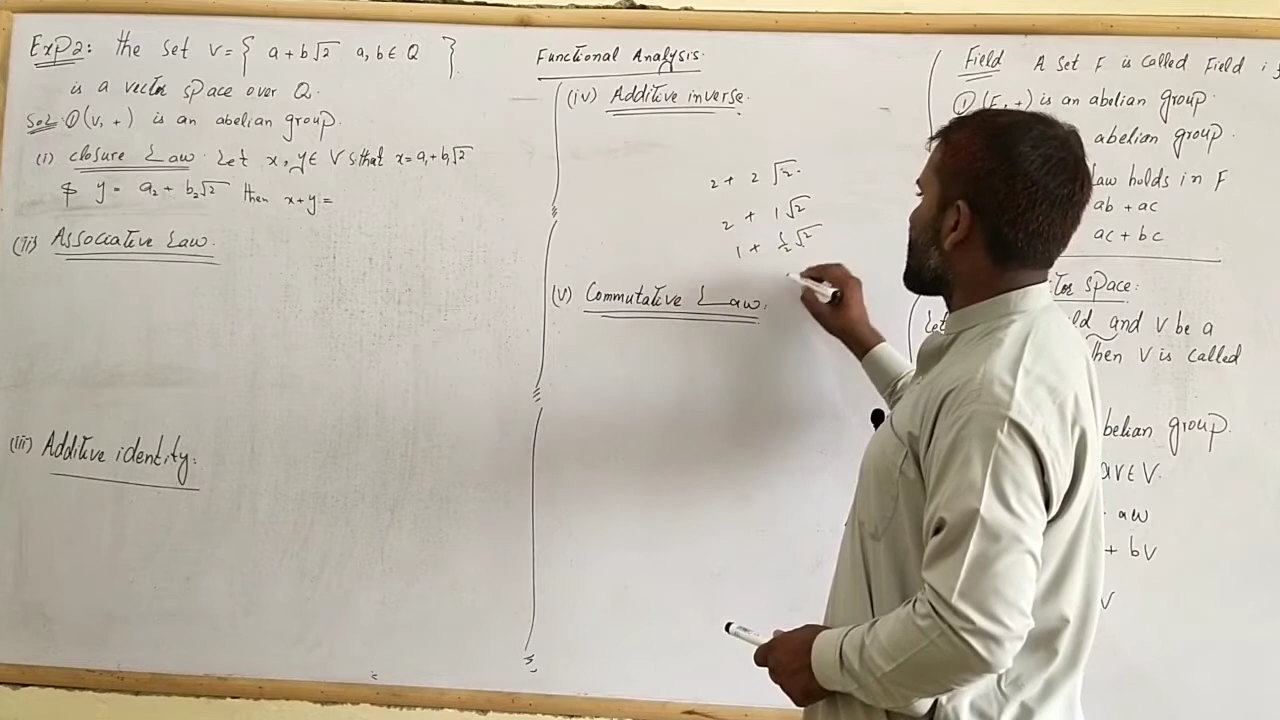 Exp2: the set V = { a + b√2 a, b ∈ Q }
is a vector space over Q.
Sol: ① (V, +) is an abelian group.
(i) closure Law. Let x, y ∈ V s.that x = a₁ + b₁√2
& y = a₂ + b₂√2 then x + y =
(ii) Associative Law.
(iii) Additive identity:
Functional Analysis.
(iv) Additive inverse.
2 + 2√2.
2 + 1√2
1 + ½√2
(v) Commutative Law:
Field A set F is called Field if
① (F, +) is an abelian group.
abelian group.
Law holds in F
ab + ac
ac + bc
space:
Let and V be a
Then V is called
abelian group.
av ∈ V.
aw
+ bv
v